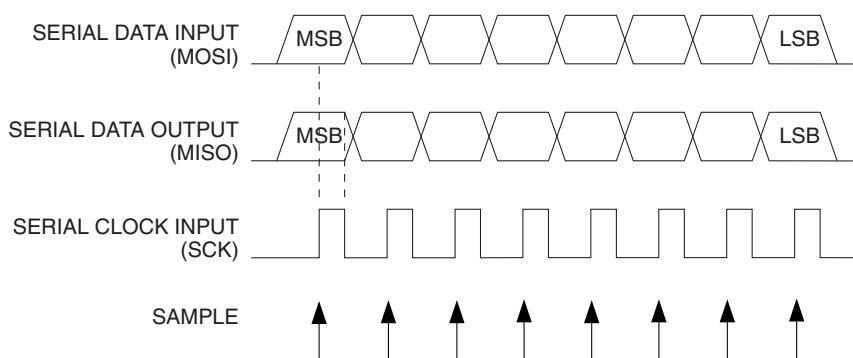 SERIAL DATA INPUT
(MOSI)
MSB
LSB
SERIAL DATA OUTPUT
(MISO)
MSB
LSB
SERIAL CLOCK INPUT
(SCK)
SAMPLE